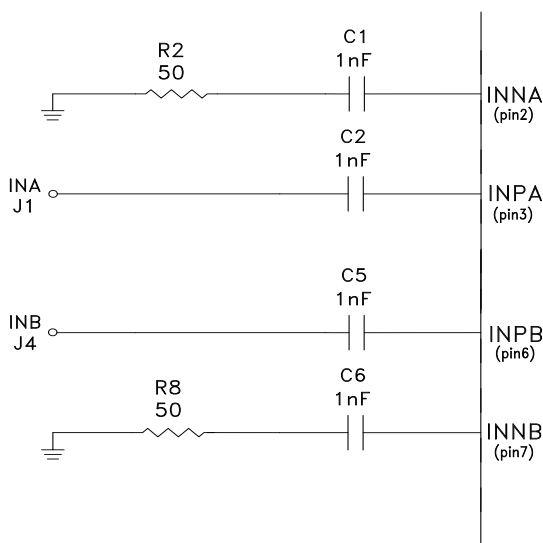 C1
1nF
R2
50
INNA
(pin2)
C2
1nF
INA
J1
INPA
(pin3)
C5
1nF
INB
J4
INPB
(pin6)
C6
1nF
R8
50
INNB
(pin7)